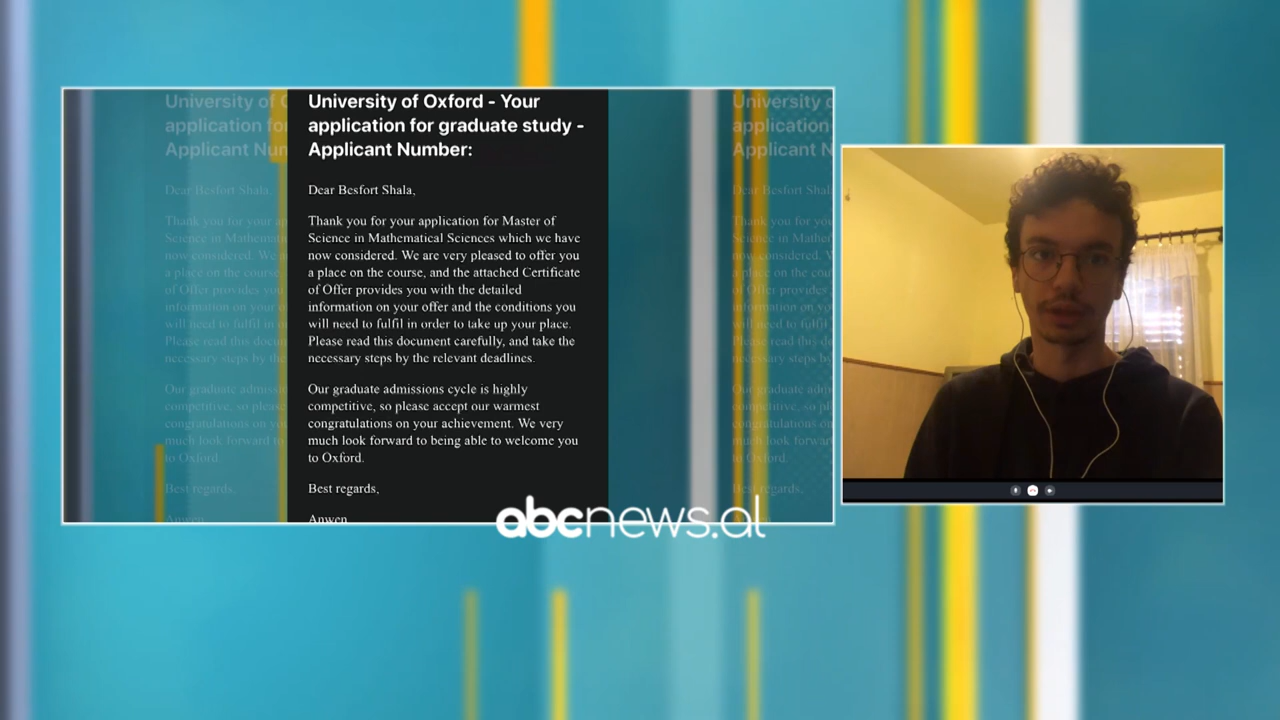 University of Oxford - Your
application for graduate study -
Applicant Number:
Dear Besfort Shala,
Thank you for your application for Master of
Science in Mathematical Sciences which we have
now considered. We are very pleased to offer you
a place on the course, and the attached Certificate
of Offer provides you with the detailed
information on your offer and the conditions you
will need to fulfil in order to take up your place.
Please read this document carefully, and take the
necessary steps by the relevant deadlines.
Our graduate admissions cycle is highly
competitive, so please accept our warmest
congratulations on your achievement. We very
much look forward to being able to welcome you
to Oxford.
Best regards,
Anwen
abcnews.al